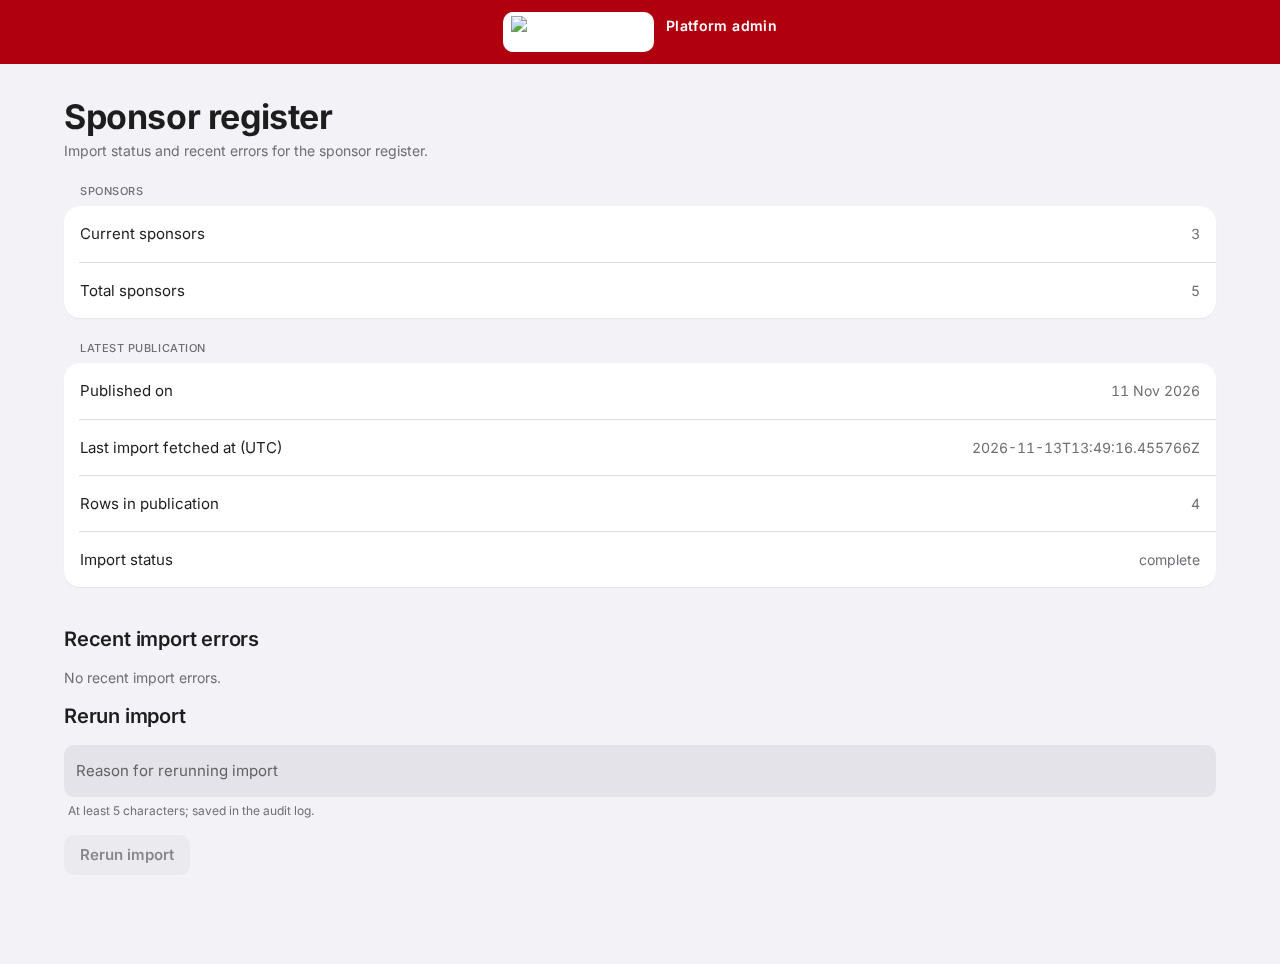 Platform admin
Sponsor register
Import status and recent errors for the sponsor register.
SPONSORS
Current sponsors 3
Total sponsors 5
LATEST PUBLICATION
Published on 11 Nov 2026
Last import fetched at (UTC) 2026-11-13T13:49:16.455766Z
Rows in publication 4
Import status complete
Recent import errors
No recent import errors.
Rerun import
Reason for rerunning import
At least 5 characters; saved in the audit log.
Rerun import